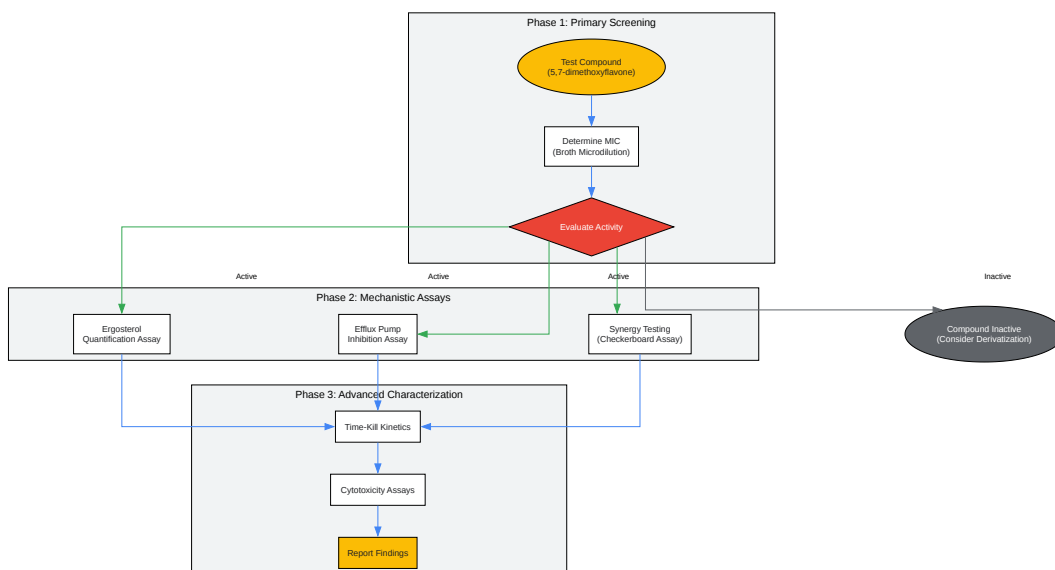 Phase 1: Primary Screening
Test Compound
(5,7-dimethoxyflavone)
Determine MIC
(Broth Microdilution)
Evaluate Activity
Active
Active
Active
Inactive
Phase 2: Mechanistic Assays
Ergosterol
Quantification Assay
Efflux Pump
Inhibition Assay
Synergy Testing
(Checkerboard Assay)
Compound Inactive
(Consider Derivatization)
Phase 3: Advanced Characterization
Time-Kill Kinetics
Cytotoxicity Assays
Report Findings